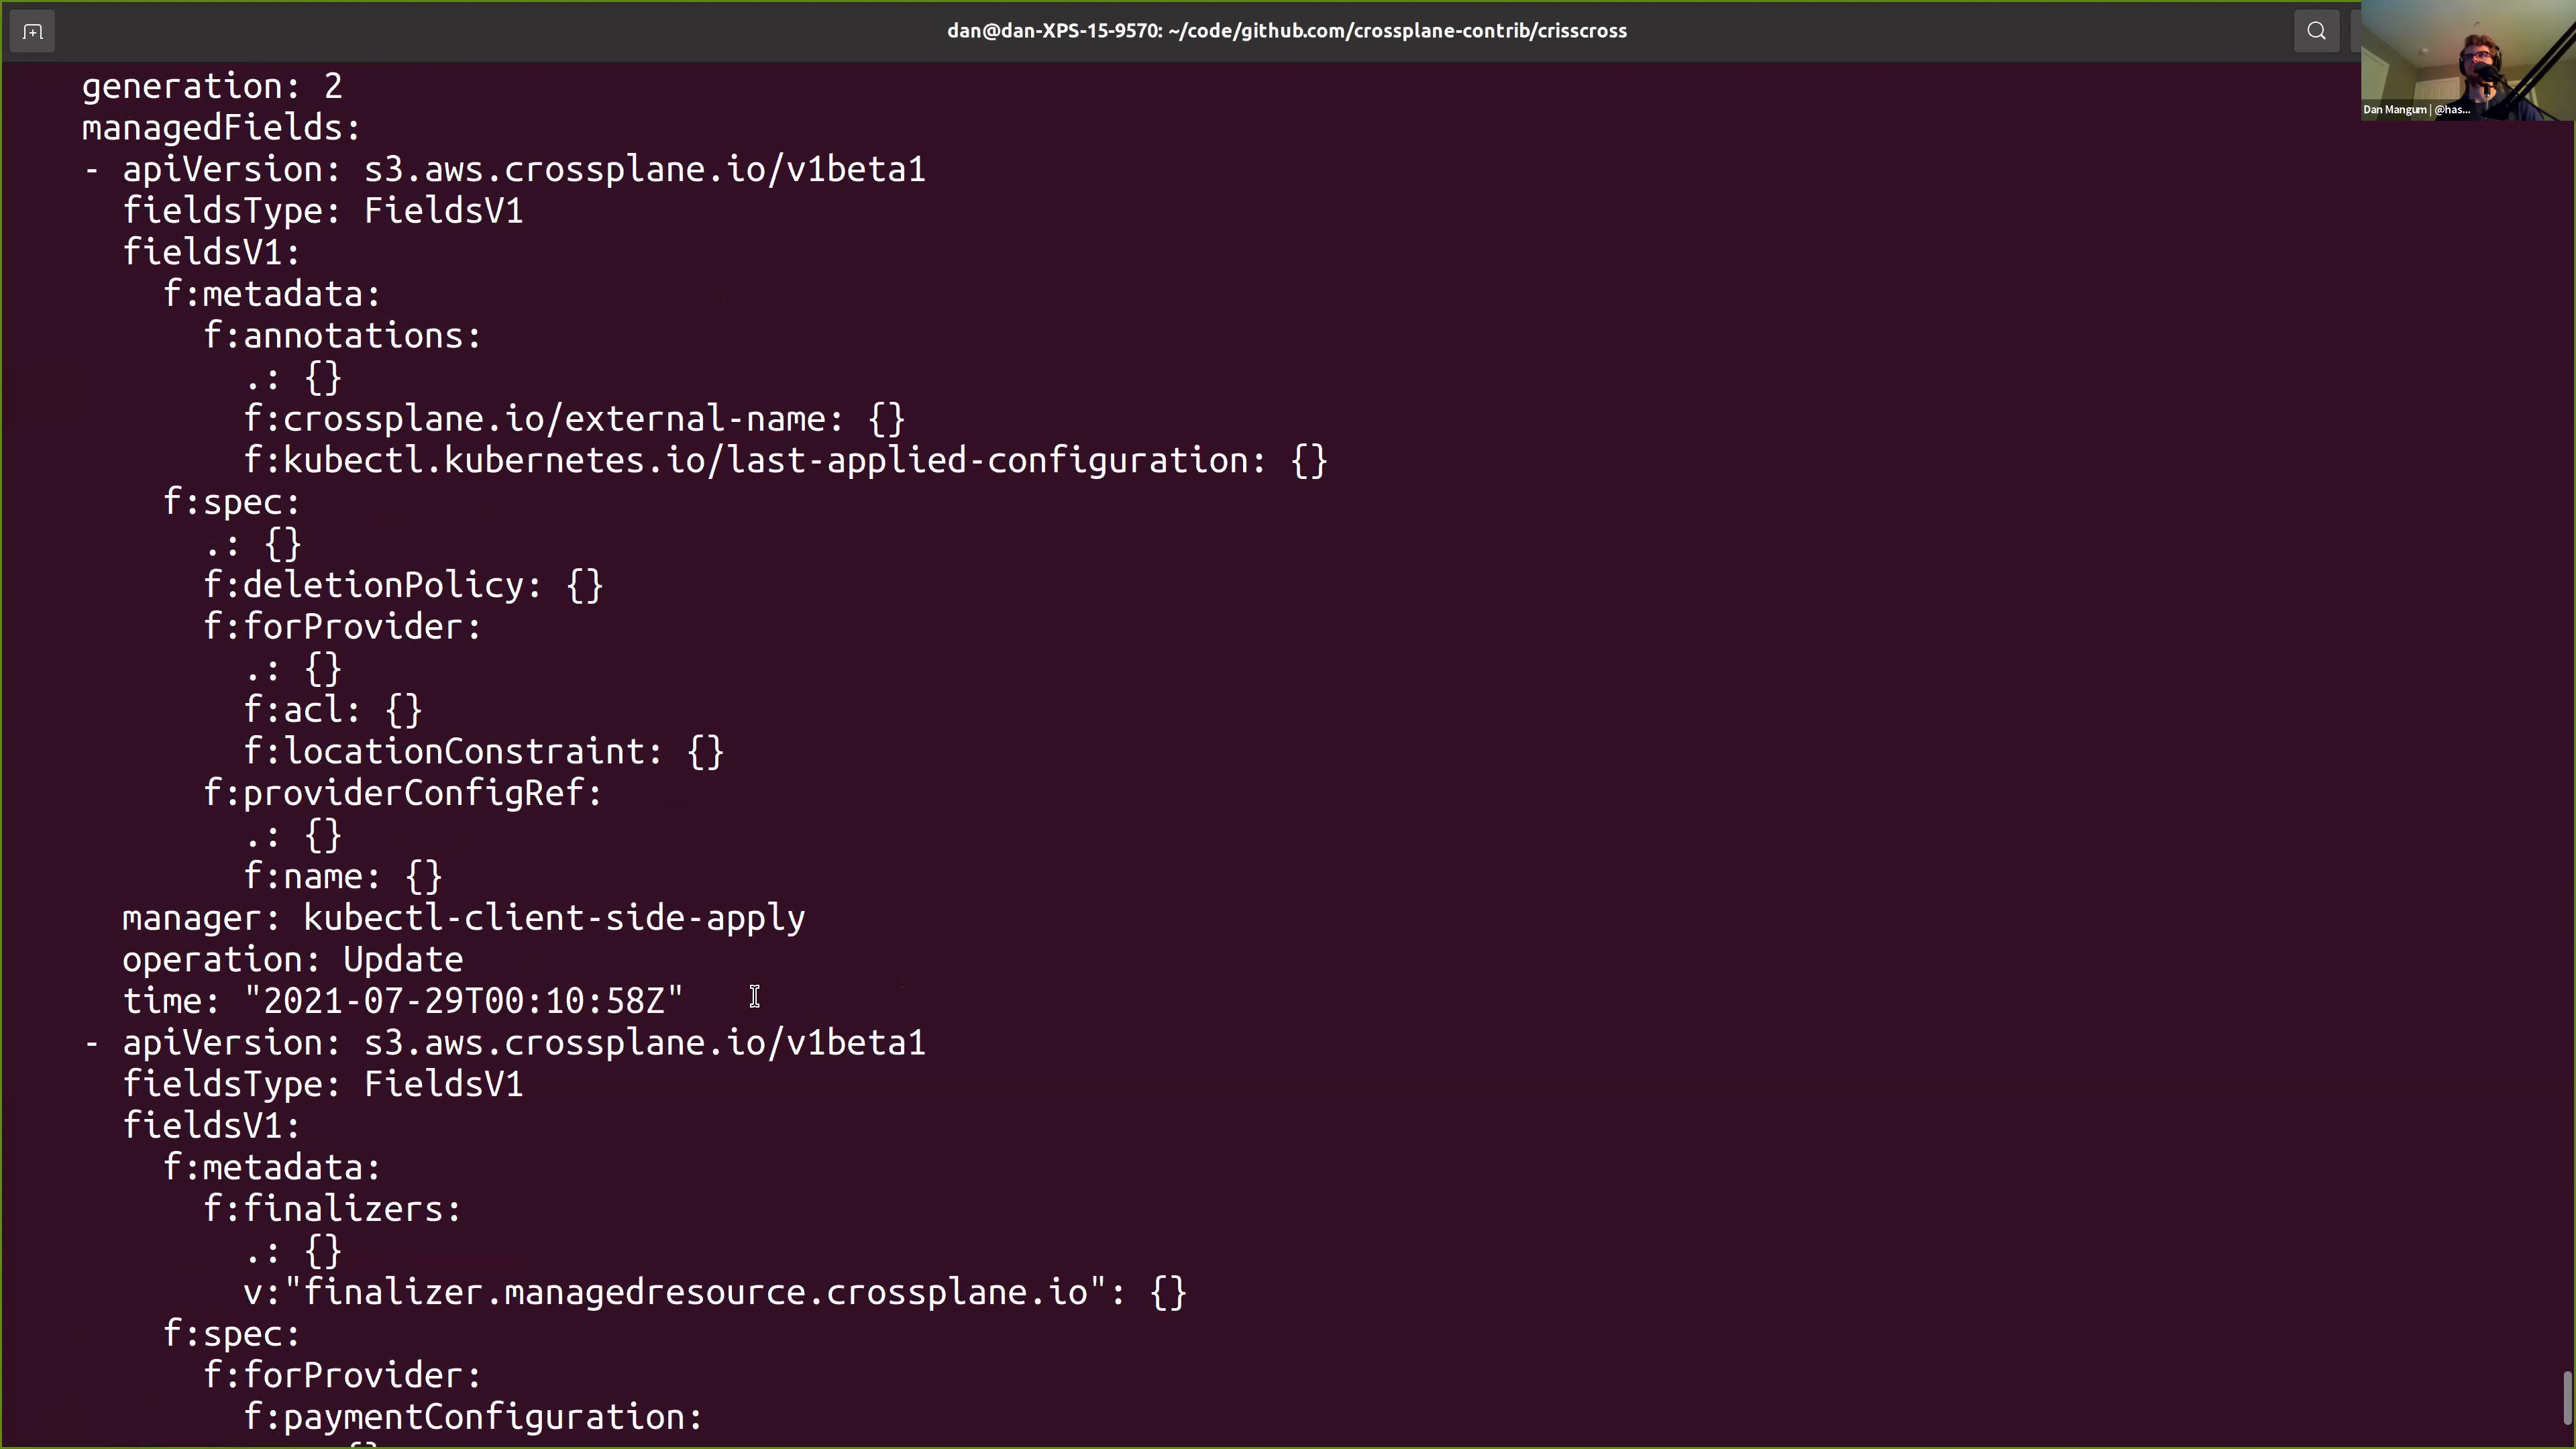 dan@dan-XPS-15-9570: ~/code/github.com/crossplane-contrib/crisscross
Dan Mangum | @has...
generation: 2
managedFields:
- apiVersion: s3.aws.crossplane.io/v1beta1
fieldsType: FieldsV1
fieldsV1:
f:metadata:
f:annotations:
.: {}
f:crossplane.io/external-name: {}
f:kubectl.kubernetes.io/last-applied-configuration: {}
f:spec:
.: {}
f:deletionPolicy: {}
f:forProvider:
.: {}
f:acl: {}
f:locationConstraint: {}
f:providerConfigRef:
.: {}
f:name: {}
manager: kubectl-client-side-apply
operation: Update
time: "2021-07-29T00:10:58Z"
- apiVersion: s3.aws.crossplane.io/v1beta1
fieldsType: FieldsV1
fieldsV1:
f:metadata:
f:finalizers:
.: {}
v:"finalizer.managedresource.crossplane.io": {}
f:spec:
f:forProvider:
f:paymentConfiguration: